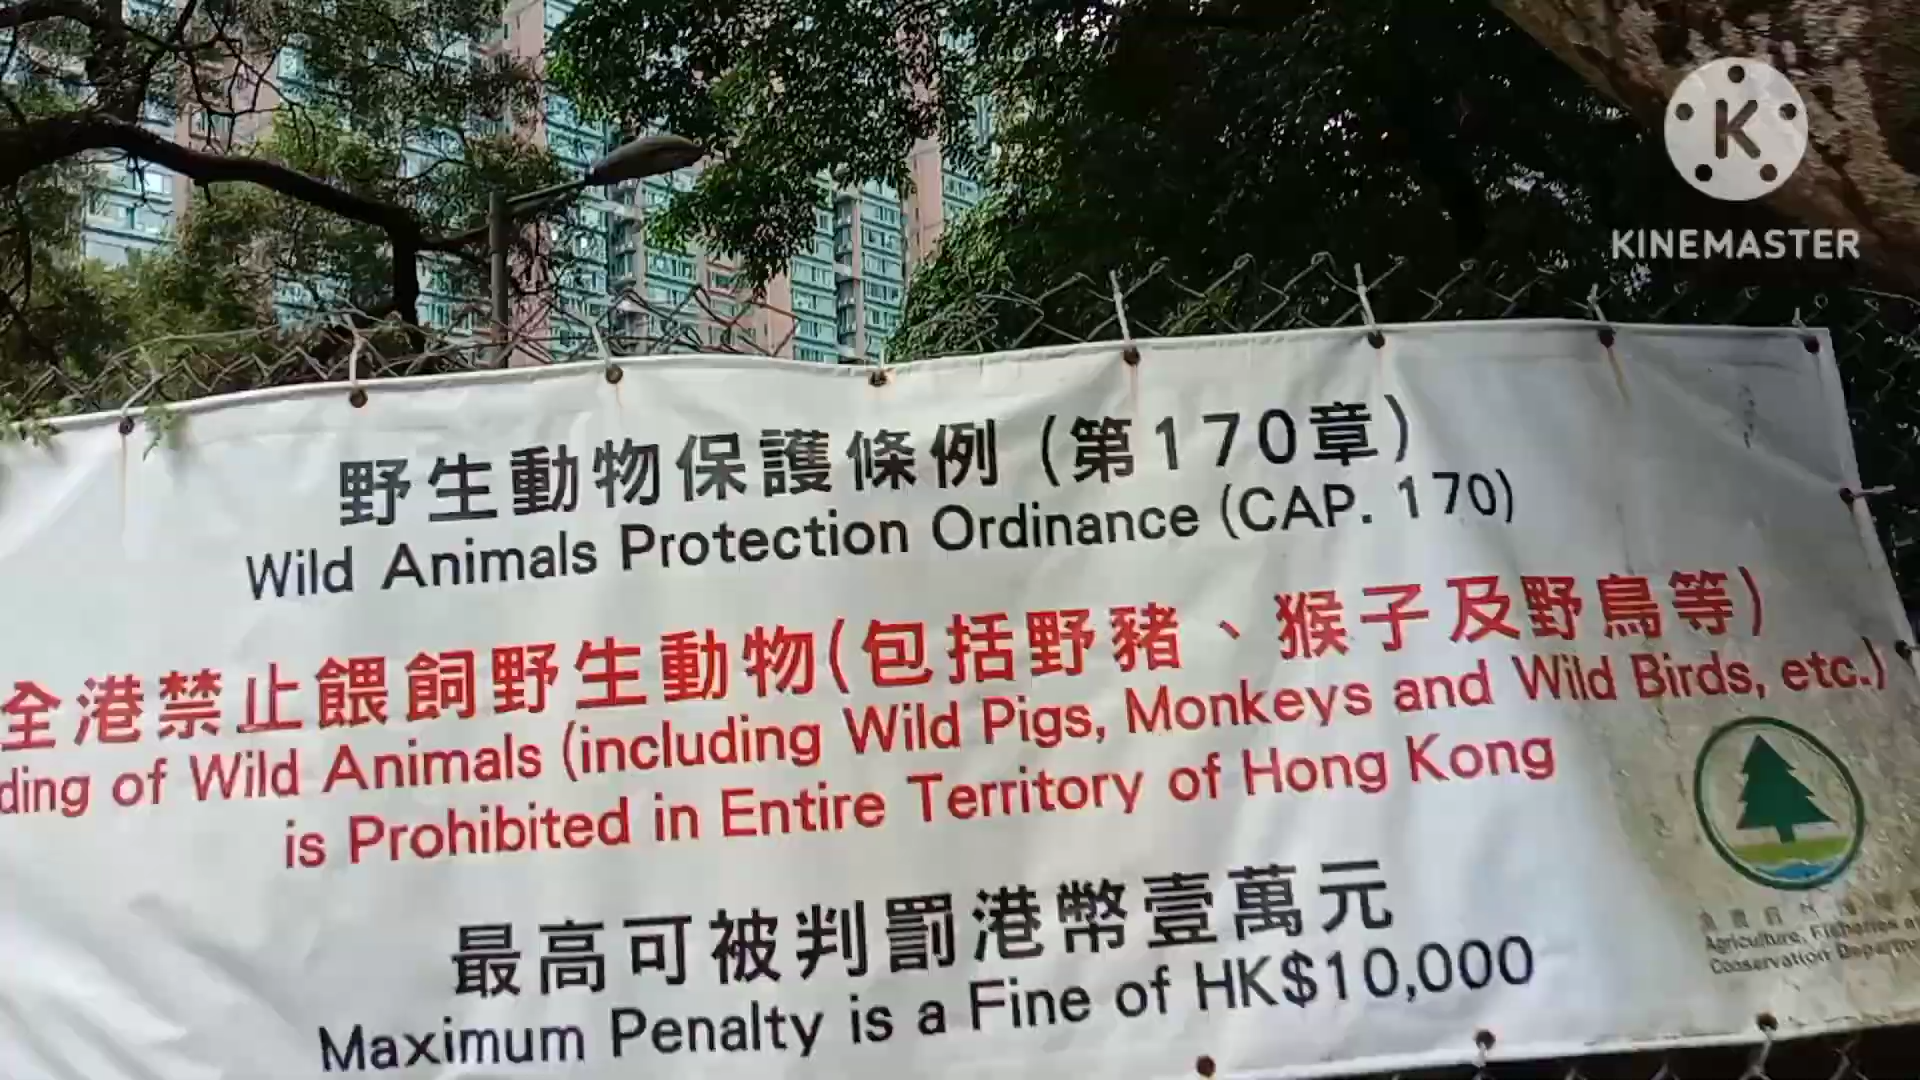 KINEMASTER
野生動物保護條例 (第170章)
Wild Animals Protection Ordinance (CAP. 170)
全港禁止餵飼野生動物(包括野豬、猴子及野鳥等)
ding of Wild Animals (including Wild Pigs, Monkeys and Wild Birds, etc.)
is Prohibited in Entire Territory of Hong Kong
最高可被判罰港幣壹萬元
Maximum Penalty is a Fine of HK$10,000
Agriculture, Fisheries
Conservation